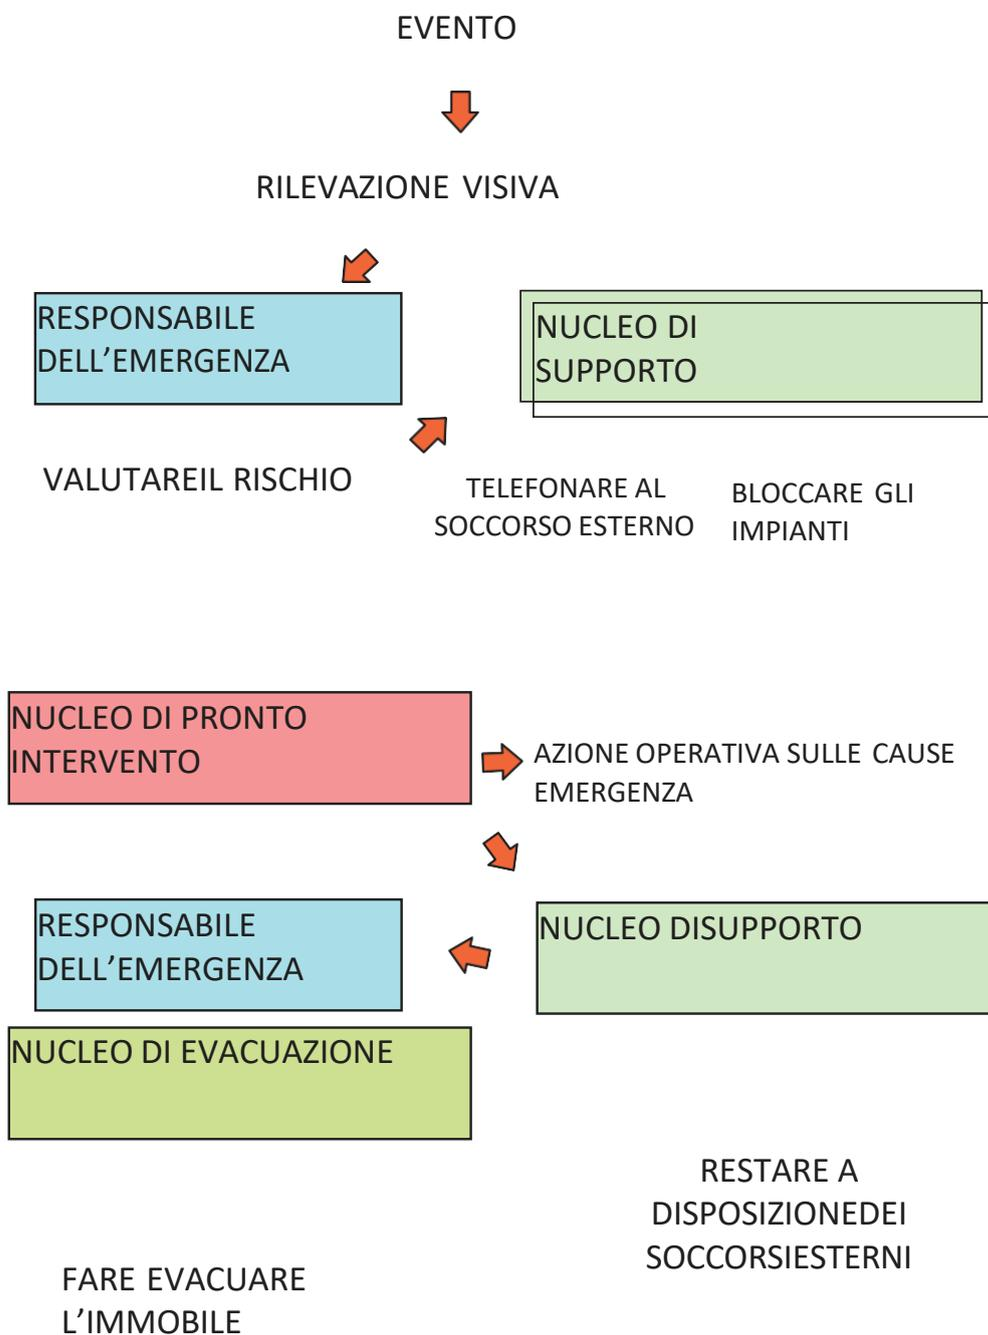 EVENTO
RILEVAZIONE VISIVA
RESPONSABILE
DELL’EMERGENZA
NUCLEO DI
SUPPORTO
VALUTAREIL RISCHIO
TELEFONARE AL
SOCCORSO ESTERNO
BLOCCARE GLI
IMPIANTI
NUCLEO DI PRONTO
INTERVENTO
AZIONE OPERATIVA SULLE CAUSE
EMERGENZA
RESPONSABILE
DELL’EMERGENZA
NUCLEO DISUPPORTO
NUCLEO DI EVACUAZIONE
RESTARE A
DISPOSIZIONEDEI
SOCCORSIESTERNI
FARE EVACUARE
L’IMMOBILE